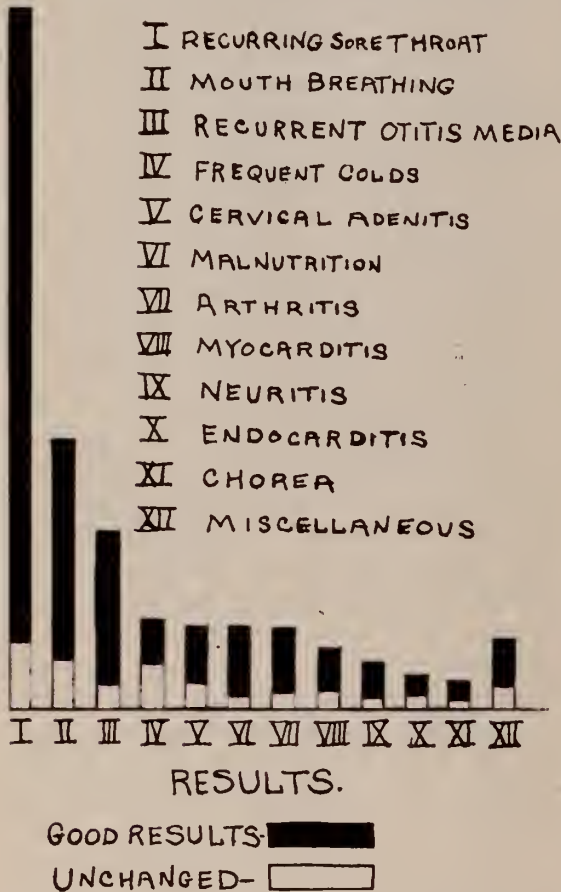 I RECURRING SORE THROAT
II MOUTH BREATHING
III RECURRENT OTITIS MEDIA
IV FREQUENT COLDS
V CERVICAL ADENITIS
VI MALNUTRITION
VII ARTHRITIS
VIII MYOCARDITIS
IX NEURITIS
X ENDOCARDITIS
XI CHOREA
XII MISCELLANEOUS
I II III IV V VI VII VIII IX X XI XII
RESULTS.
GOOD RESULTS-
UNCHANGED-